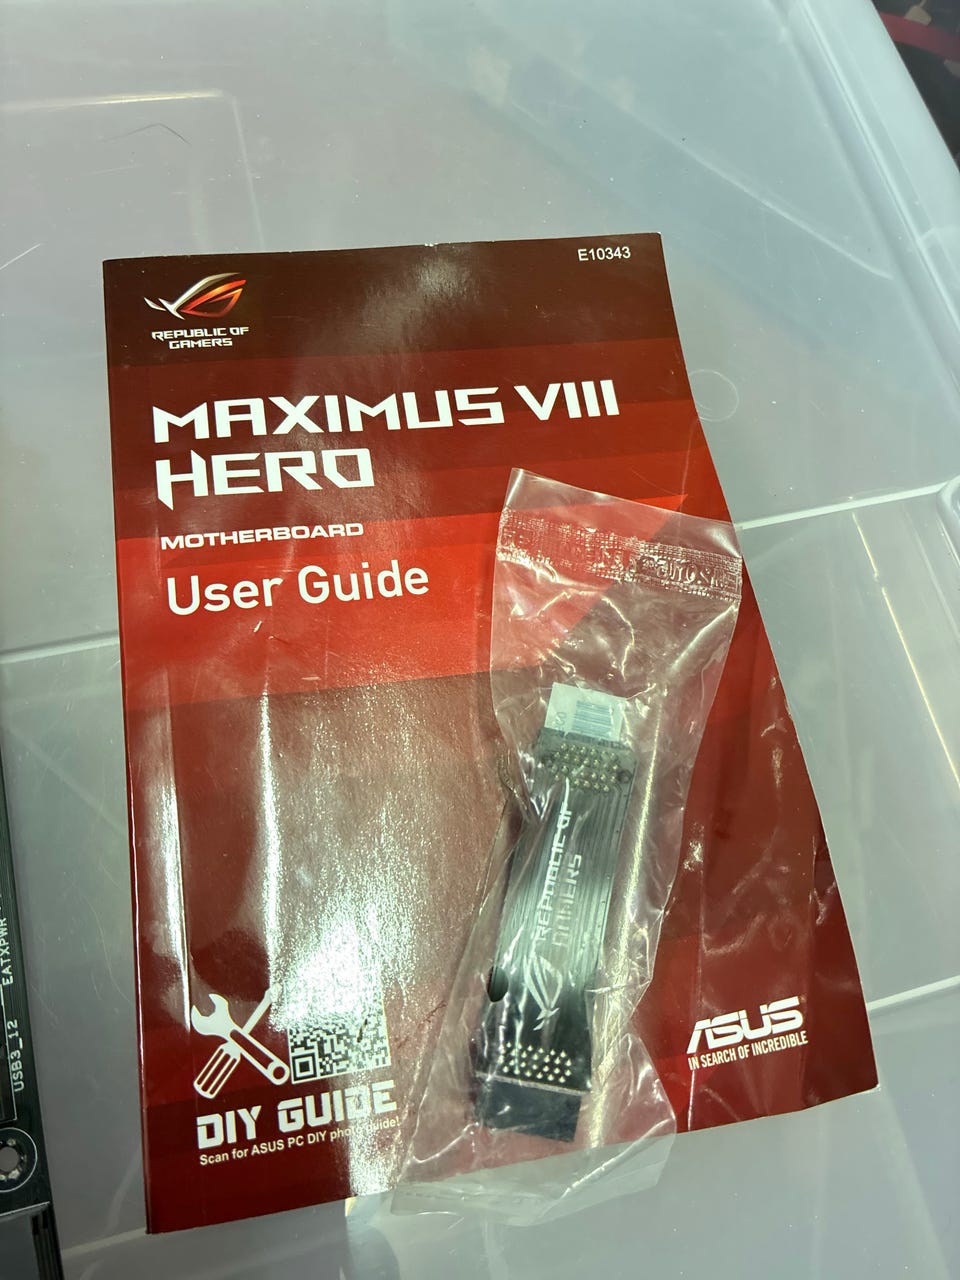 E10343
REPUBLIC OF
GAMERS
MAXIMUS VIII
HERO
MOTHERBOARD
User Guide
REPUBLIC OF
GAMERS
EATXPWR
USB3_12
ASUS
IN SEARCH OF INCREDIBLE
DIY GUIDE
Scan for ASUS PC DIY photo guide!